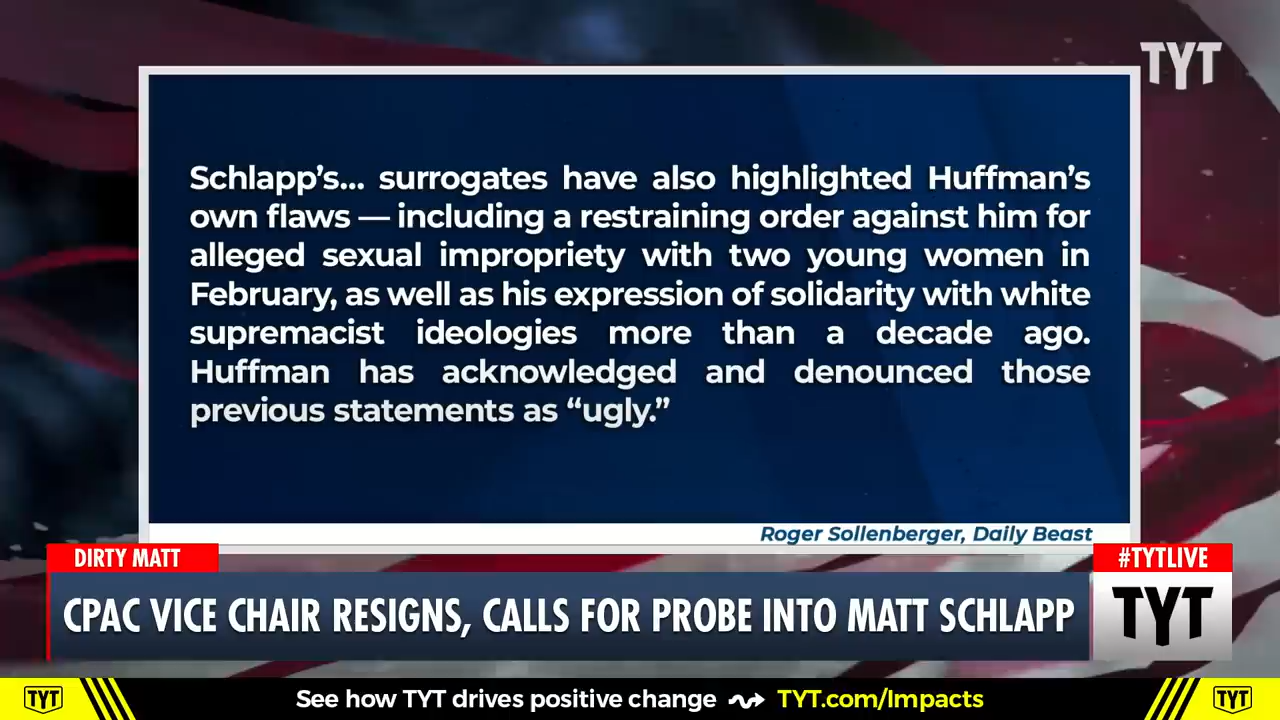 TYT
Schlapp’s... surrogates have also highlighted Huffman’s
own flaws — including a restraining order against him for
alleged sexual impropriety with two young women in
February, as well as his expression of solidarity with white
supremacist ideologies more than a decade ago.
Huffman has acknowledged and denounced those
previous statements as “ugly.”
Roger Sollenberger, Daily Beast
DIRTY MATT
#TYTLIVE
CPAC VICE CHAIR RESIGNS, CALLS FOR PROBE INTO MATT SCHLAPP
TYT
TYT
See how TYT drives positive change
TYT.com/Impacts
TYT